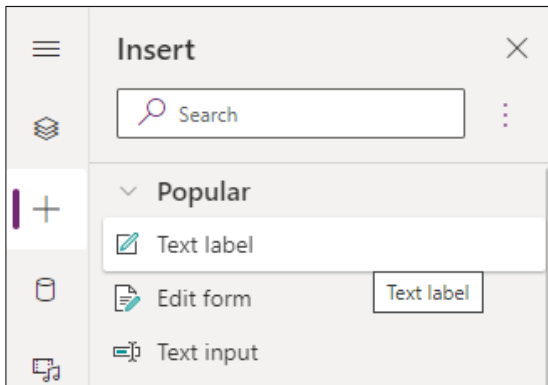 Insert
Search
Popular
Text label
Edit form
Text label
Text input